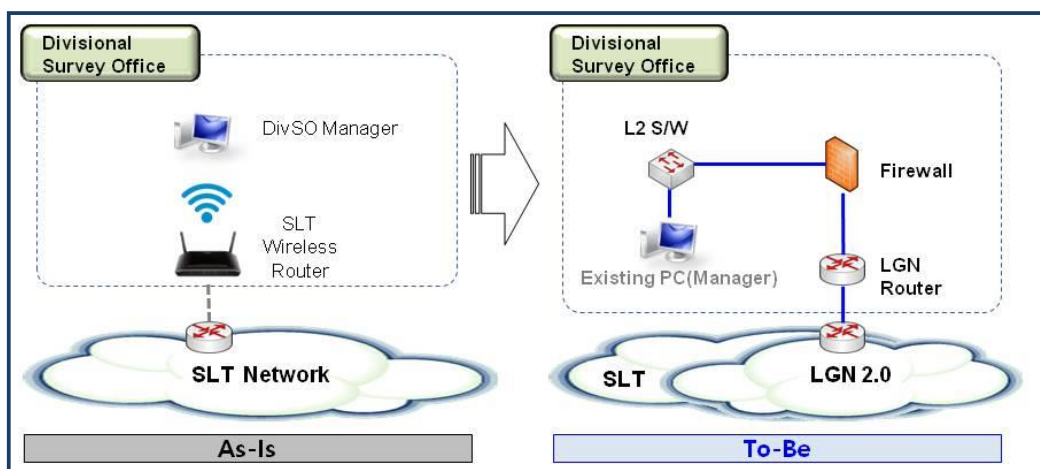 Divisional
Survey Office
DivSO Manager
SLT
Wireless
Router
SLT Network
As-Is
Divisional
Survey Office
L2 S/W
Firewall
Existing PC(Manager)
LGN
Router
SLT
LGN 2.0
To-Be